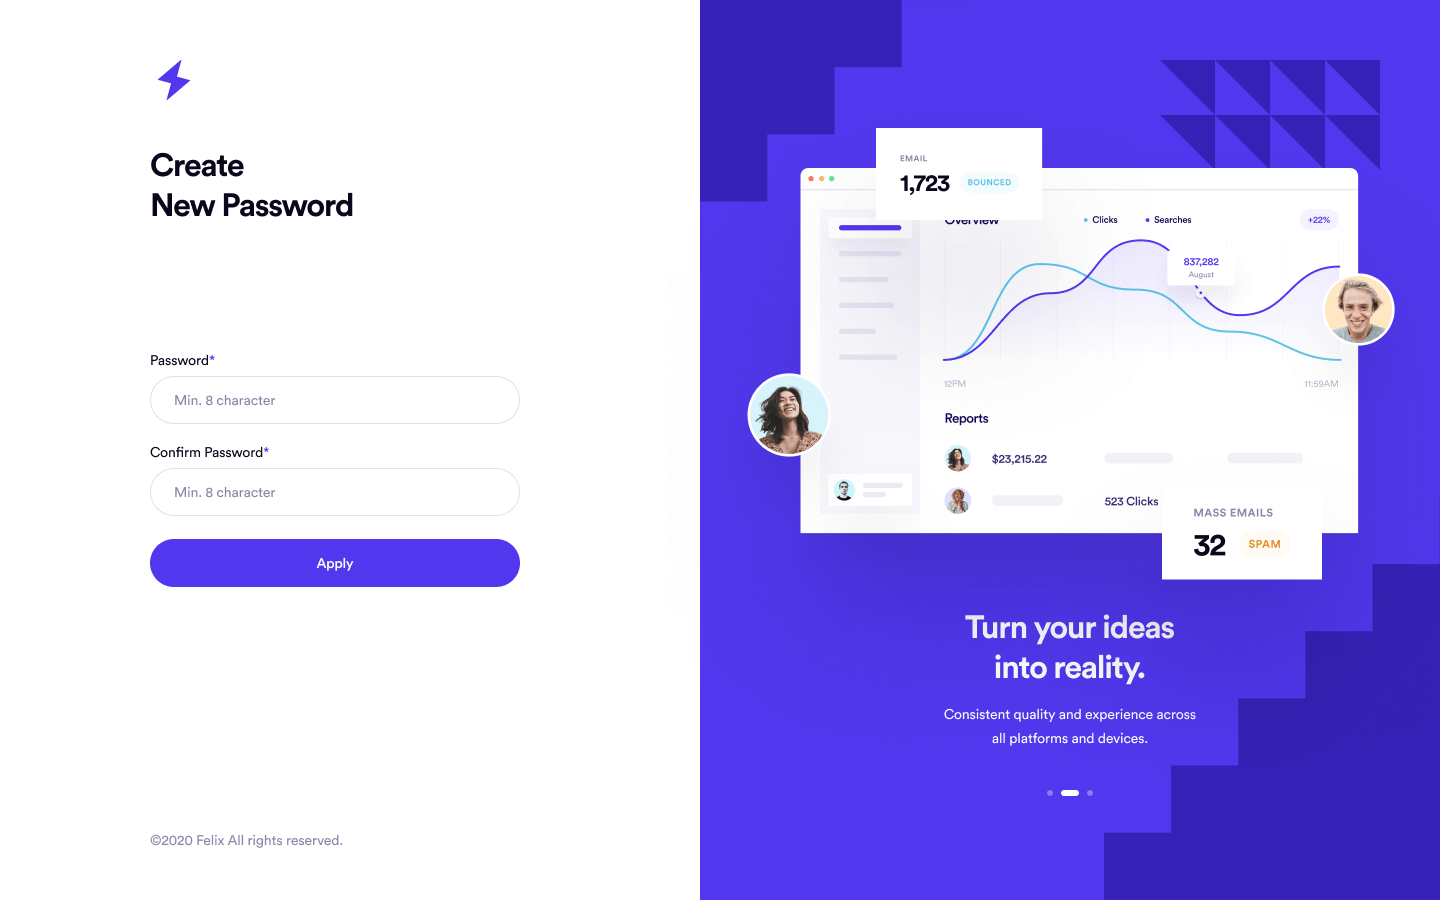 Create
New Password
Password*
Min. 8 character
Confirm Password*
Min. 8 character
Apply
©2020 Felix All rights reserved.
EMAIL
1,723 BOUNCED
Overview
Clicks
Searches
+22%
837,282
August
12PM
11:59AM
Reports
$23,215.22
523 Clicks
MASS EMAILS
32 SPAM
Turn your ideas
into reality.
Consistent quality and experience across
all platforms and devices.